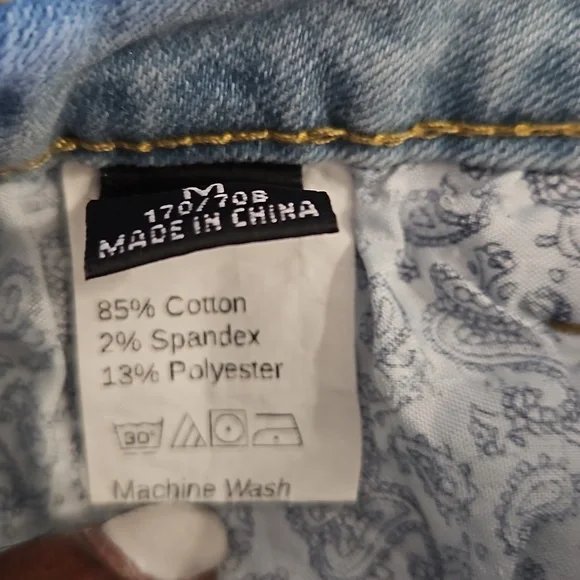 M
170/70B
MADE IN CHINA
85% Cotton
2% Spandex
13% Polyester
30°
Machine Wash